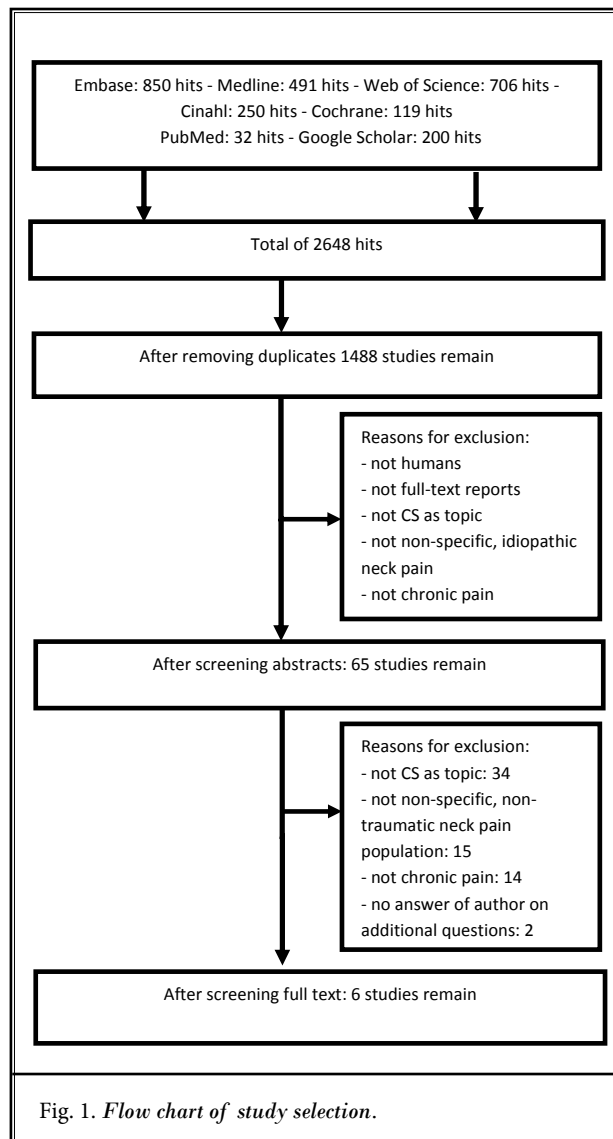 Embase: 850 hits - Medline: 491 hits - Web of Science: 706 hits -
Cinahl: 250 hits - Cochrane: 119 hits
PubMed: 32 hits - Google Scholar: 200 hits
Total of 2648 hits
After removing duplicates 1488 studies remain
Reasons for exclusion:
- not humans
- not full-text reports
- not CS as topic
- not non-specific, idiopathic
neck pain
- not chronic pain
After screening abstracts: 65 studies remain
Reasons for exclusion:
- not CS as topic: 34
- not non-specific, non-
traumatic neck pain
population: 15
- not chronic pain: 14
- no answer of author on
additional questions: 2
After screening full text: 6 studies remain
Fig. 1. Flow chart of study selection.